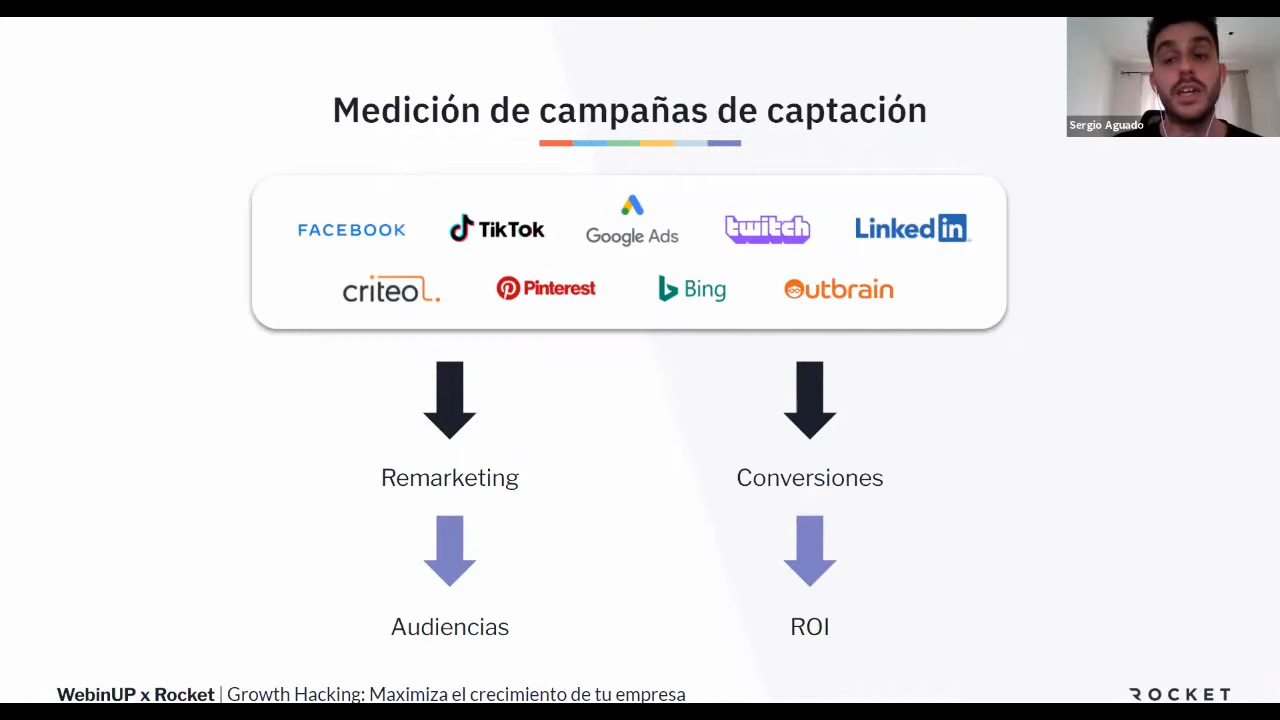 Medición de campañas de captación
Sergio Aguado
FACEBOOK TikTok Google Ads twitch Linkedin
criteo. Pinterest Bing Outbrain
Remarketing Conversiones
Audiencias ROI
WebinUP x Rocket | Growth Hacking: Maximiza el crecimiento de tu empresa ROCKET